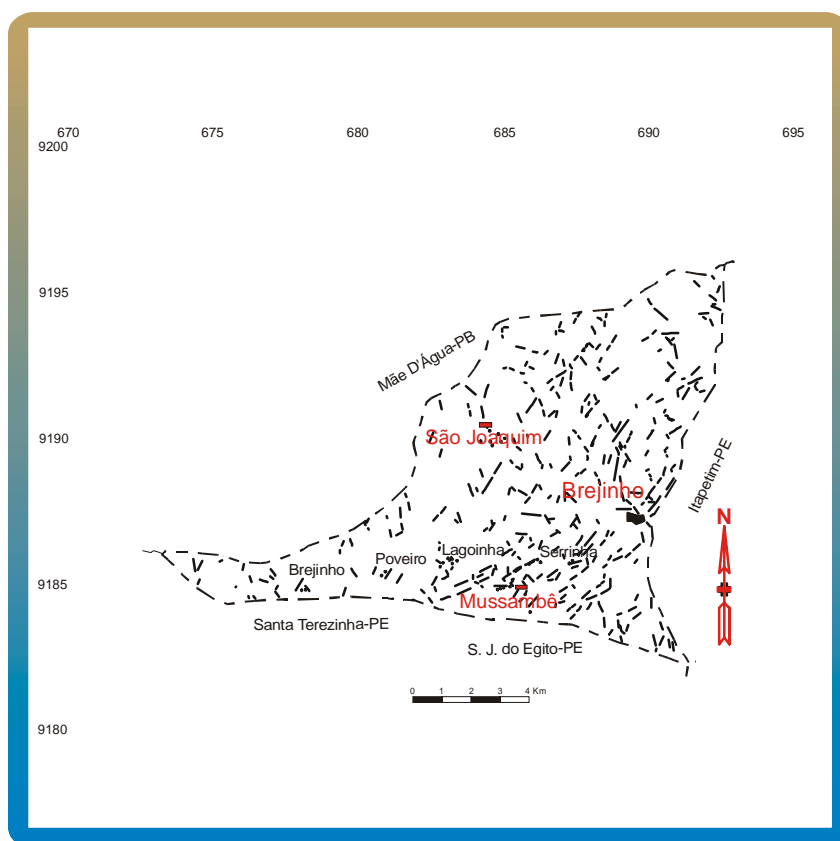 670 675 680 685 690 695
9200
9195
Mãe D'Água-PB
9190
São Joaquim
Itapetim-PE
Brejinho
N
Lagoinha Serrinha
Poveiro
Brejinho
9185
Mussambê
Santa Terezinha-PE
S. J. do Egito-PE
0 1 2 3 4 Km
9180